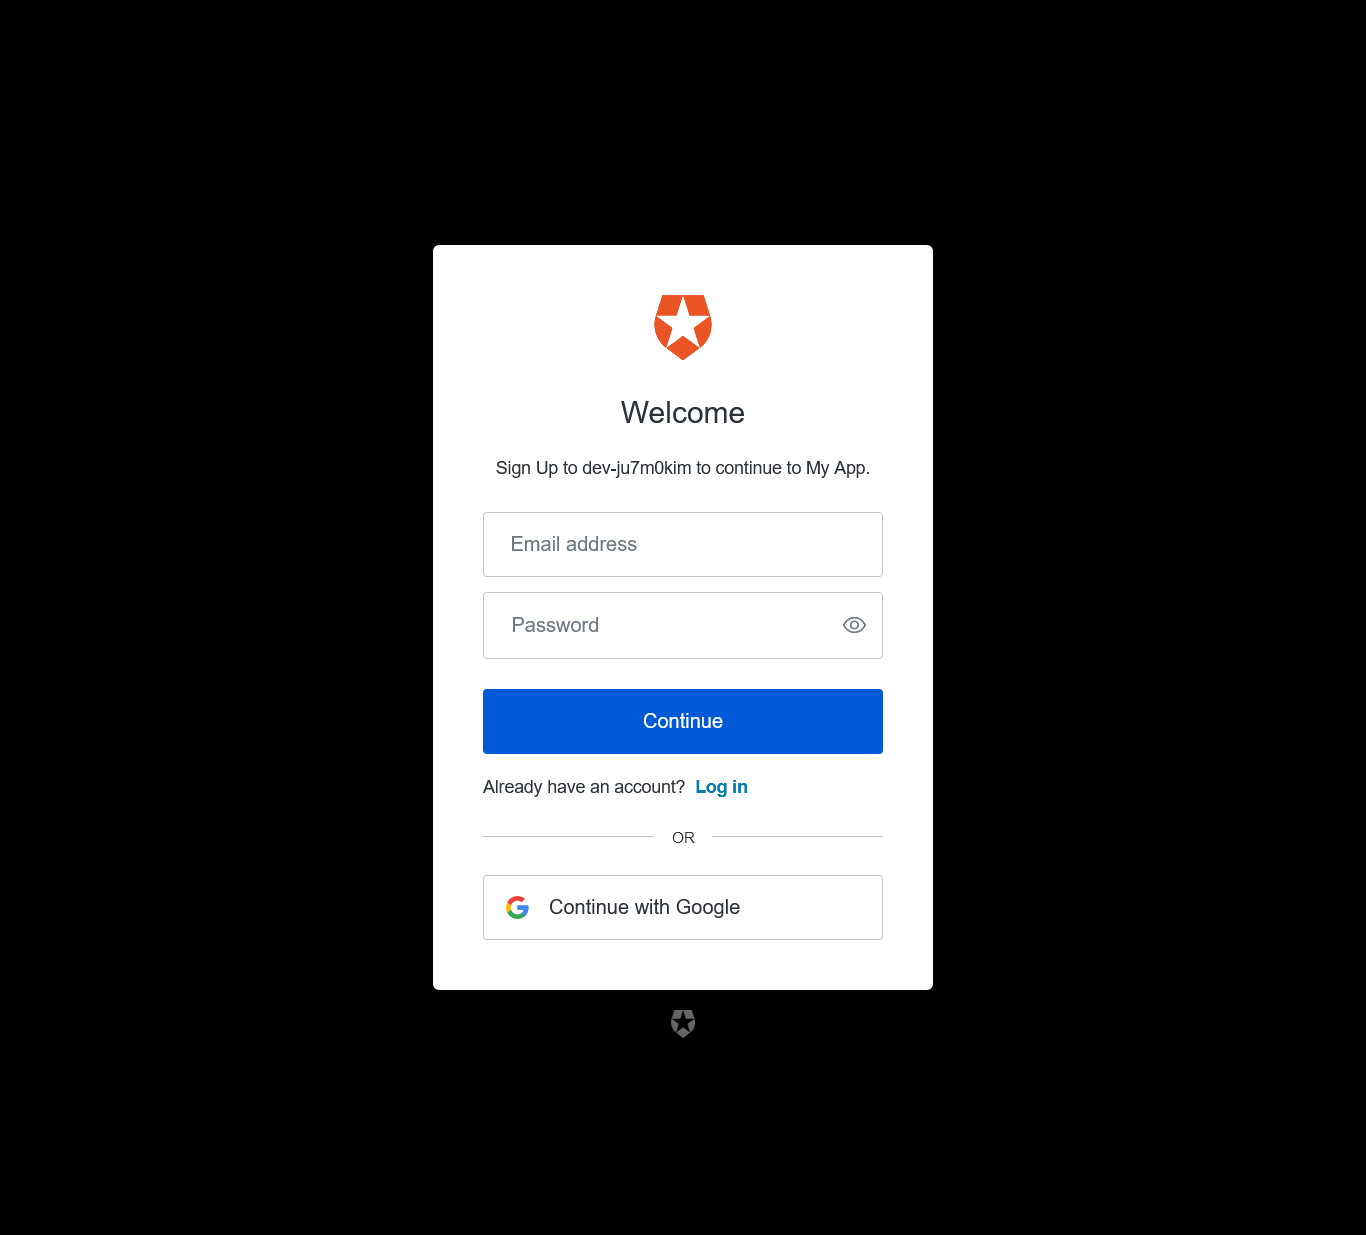 Welcome
Sign Up to dev-ju7m0kim to continue to My App.
Email address
Password
Continue
Already have an account? Log in
OR
Continue with Google